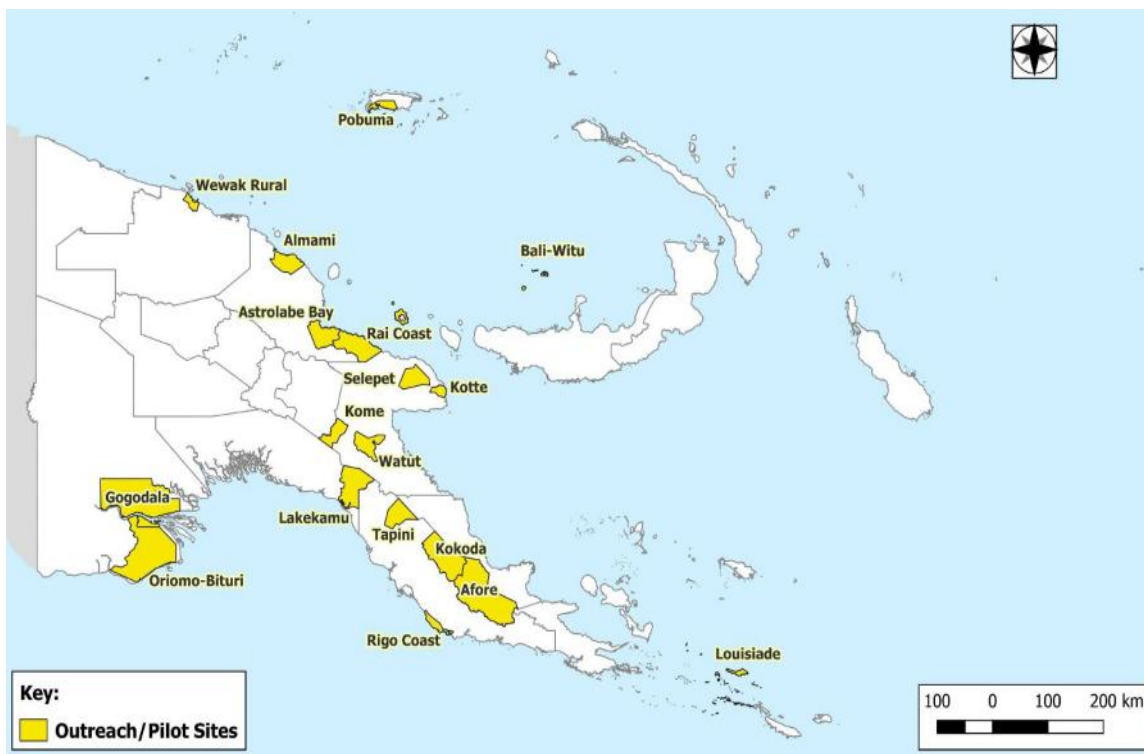 Pobuma
Wewak Rural
Almami
Bali-Witu
Astrolabe Bay
Rai Coast
Selepet
Kotte
Kome
Watut
Gogodala
Lakekamu
Tapini
Kokoda
Oriomo-Bituri
Afore
Rigo Coast
Louisiade
Key:
Outreach/Pilot Sites
100 0 100 200 km